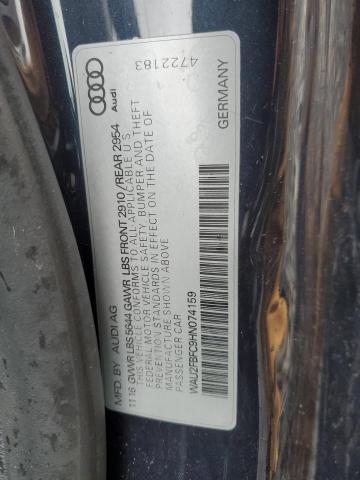 Audi
4722183
GERMANY
MFD. BY AUDI AG
11 16 GVWR LBS 5644 GAWR LBS FRONT 2910 /REAR 2954
THIS VEHICLE CONFORMS TO ALL APPLICABLE U.S.
FEDERAL MOTOR VEHICLE SAFETY, BUMPER AND THEFT
PREVENTION STANDARDS IN EFFECT ON THE DATE OF
MANUFACTURE SHOWN ABOVE
PASSENGER CAR
WAU2FBFC9HN074159